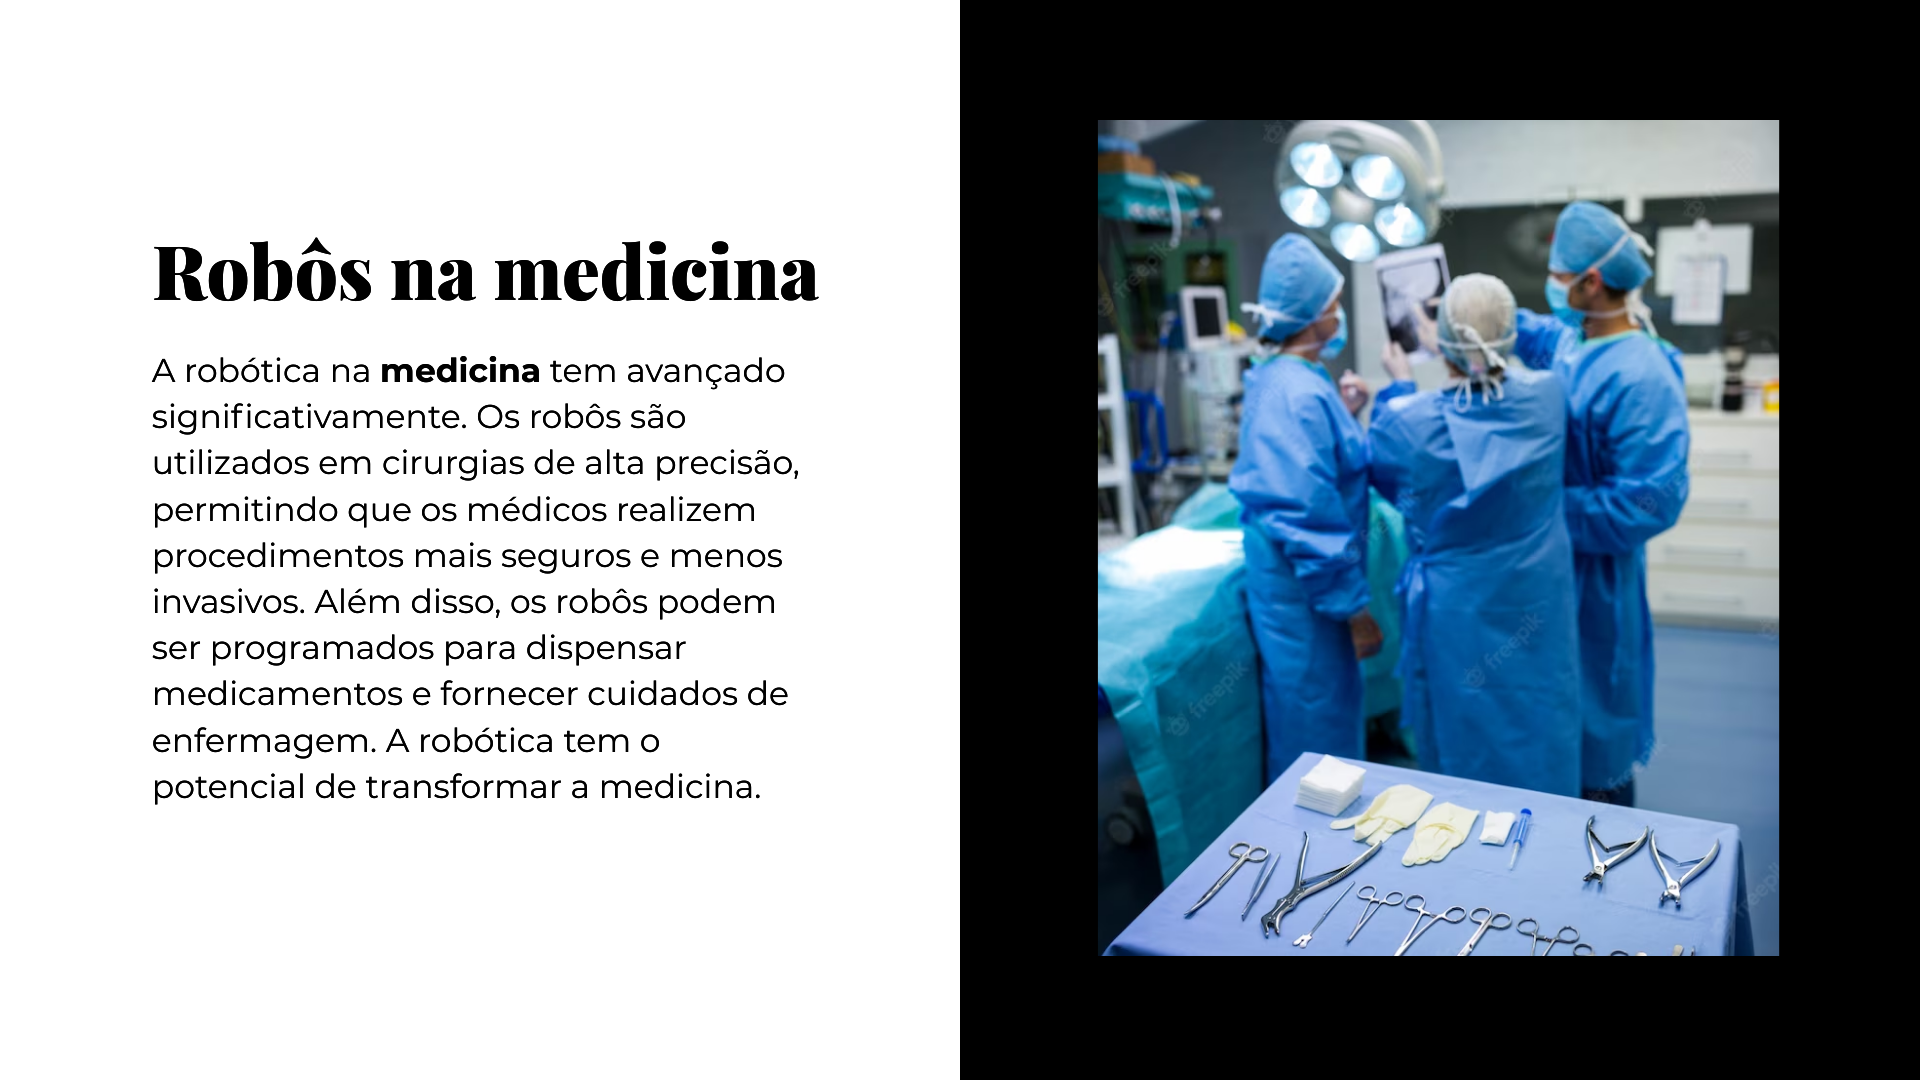 Robôs na medicina
A robótica na medicina tem avançado
significativamente. Os robôs são
utilizados em cirurgias de alta precisão,
permitindo que os médicos realizem
procedimentos mais seguros e menos
invasivos. Além disso, os robôs podem
ser programados para dispensar
medicamentos e fornecer cuidados de
enfermagem. A robótica tem o
potencial de transformar a medicina.
freepik
freepik
freepik